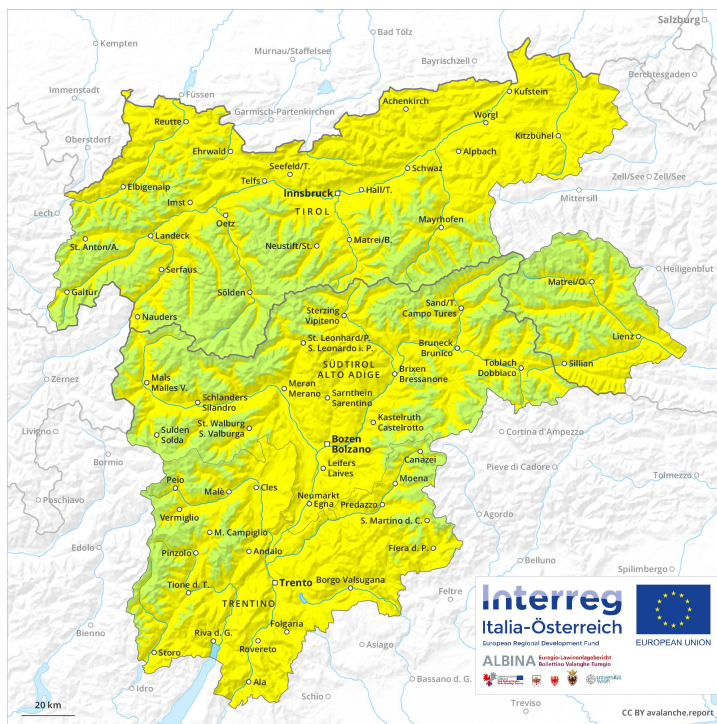 Salzburg
Bad Tölz
Kempten
Murnau/Staffelsee
Bayrischzell
Berchtesgaden
Immenstadt
Füssen
Kufstein
Achenkirch
Garmisch-Partenkirchen
Reutte
Wörgl
Oberstdorf
Ehrwald
Kitzbühel
Alpbach
Seefeld/T.
Schwaz
Zell/See
Zell/See
Telfs
Elbigenalp
Innsbruck
Hall/T.
Mittersill
Imst
Lech
TIROL
Oetz
Mayrhofen
St. Anton/A.
Landeck
Neustift/St.
Matrei/B.
Serfaus
Heiligenblut
Matrei/O.
Galtür
Sölden
Sand/T.
Campo Tures
Nauders
Sterzing
Vipiteno
Lienz
St. Leonhard/P.
S. Leonardo i. P.
Bruneck
Brunico
Sillian
SÜDTIROL
ALTO ADIGE
Toblach
Dobbiaco
Brixen
Bressanone
Mals
Malles V.
Zernez
Meran
Merano
Schlanders
Silandro
Sarnthein
Sarentino
St. Walburg
S. Valburga
Kastelruth
Castelrotto
Sulden
Solda
Livigno
Cortina d'Ampezzo
Bozen
Bolzano
Bormio
Canazei
Pieve di Cadore
Leifers
Laives
Tolmezzo
Peio
Moena
Poschiavo
Malè
Cles
Neumarkt
Egna
Predazzo
Vermiglio
Agordo
S. Martino d. C.
M. Campiglio
Edolo
Pinzolo
Andalo
Fiera d. P.
Belluno
Spilimbergo
Trento
Borgo Valsugana
Tione d. T.
Feltre
TRENTINO
Folgaria
Bienno
Riva d. G.
Rovereto
Asiago
Storo
Bassano d. G.
Ala
Idro
Schio
Treviso
20 km
Interreg
Italia-Österreich
European Regional Development Fund
EUROPEAN UNION
ALBINA
Euregio-Lawinenlagebericht
Bollettino Valanghe Euregio
CC BY avalanche.report